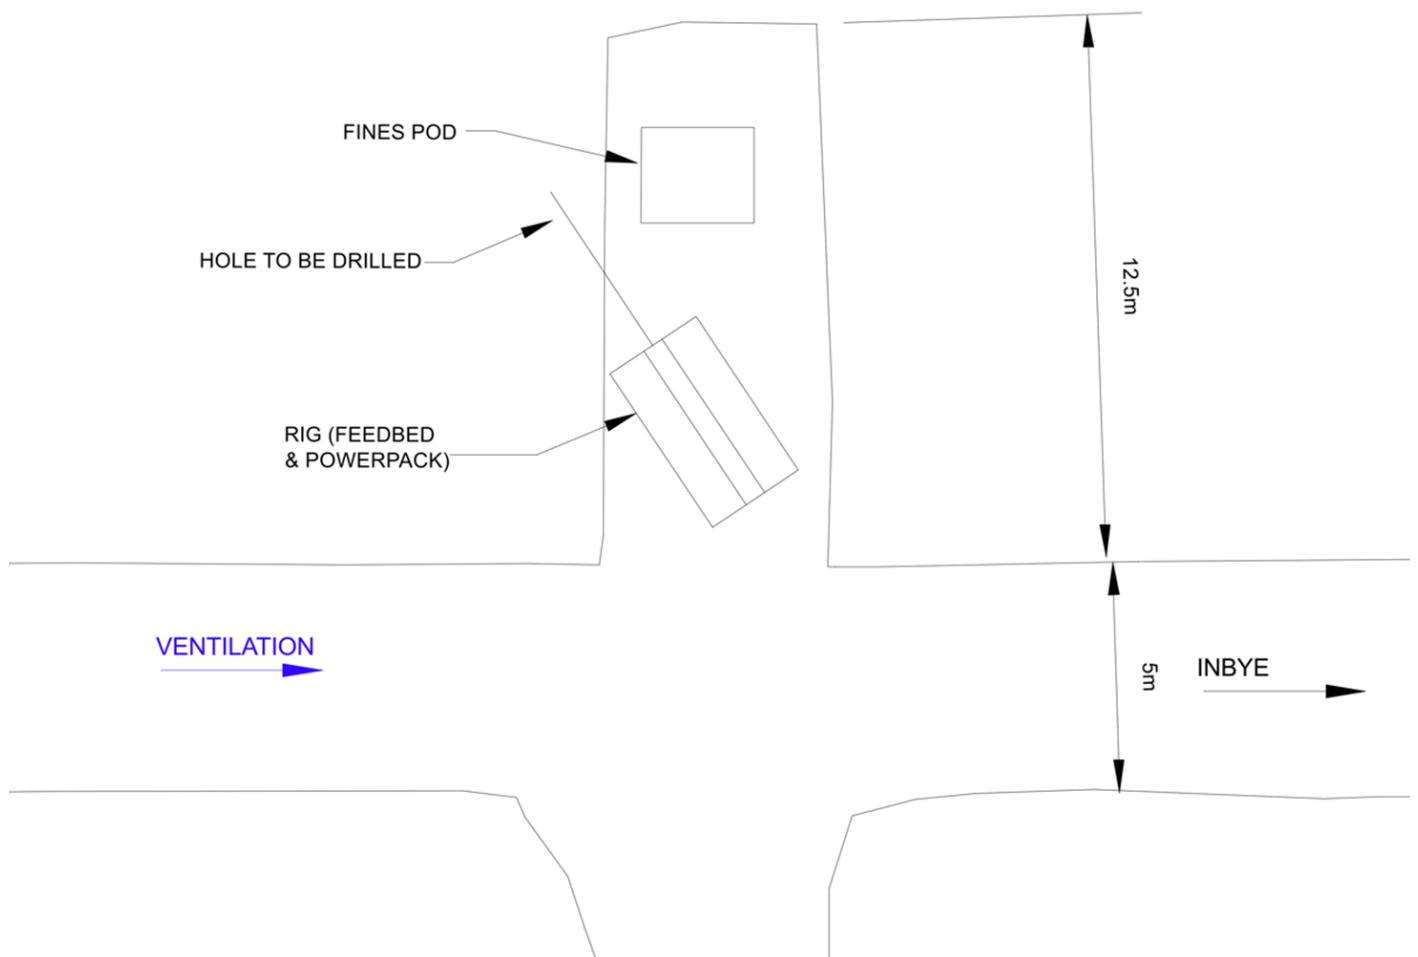 FINES POD
HOLE TO BE DRILLED
12.5m
RIG (FEEDBED
& POWERPACK)
VENTILATION
5m
INBYE